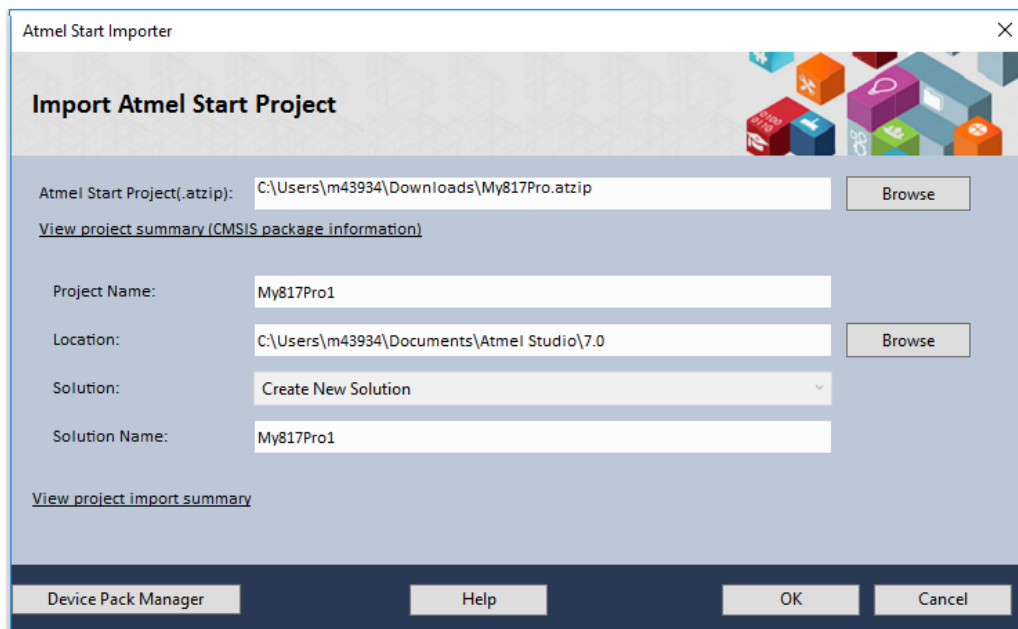 Atmel Start Importer
Import Atmel Start Project
0100
0110
Atmel Start Project(.atzip): C:\Users\m43934\Downloads\My817Pro.atzip Browse
View project summary (CMSIS package information)
Project Name: My817Pro1
Location: C:\Users\m43934\Documents\Atmel Studio\7.0 Browse
Solution: Create New Solution
Solution Name: My817Pro1
View project import summary
Device Pack Manager Help OK Cancel